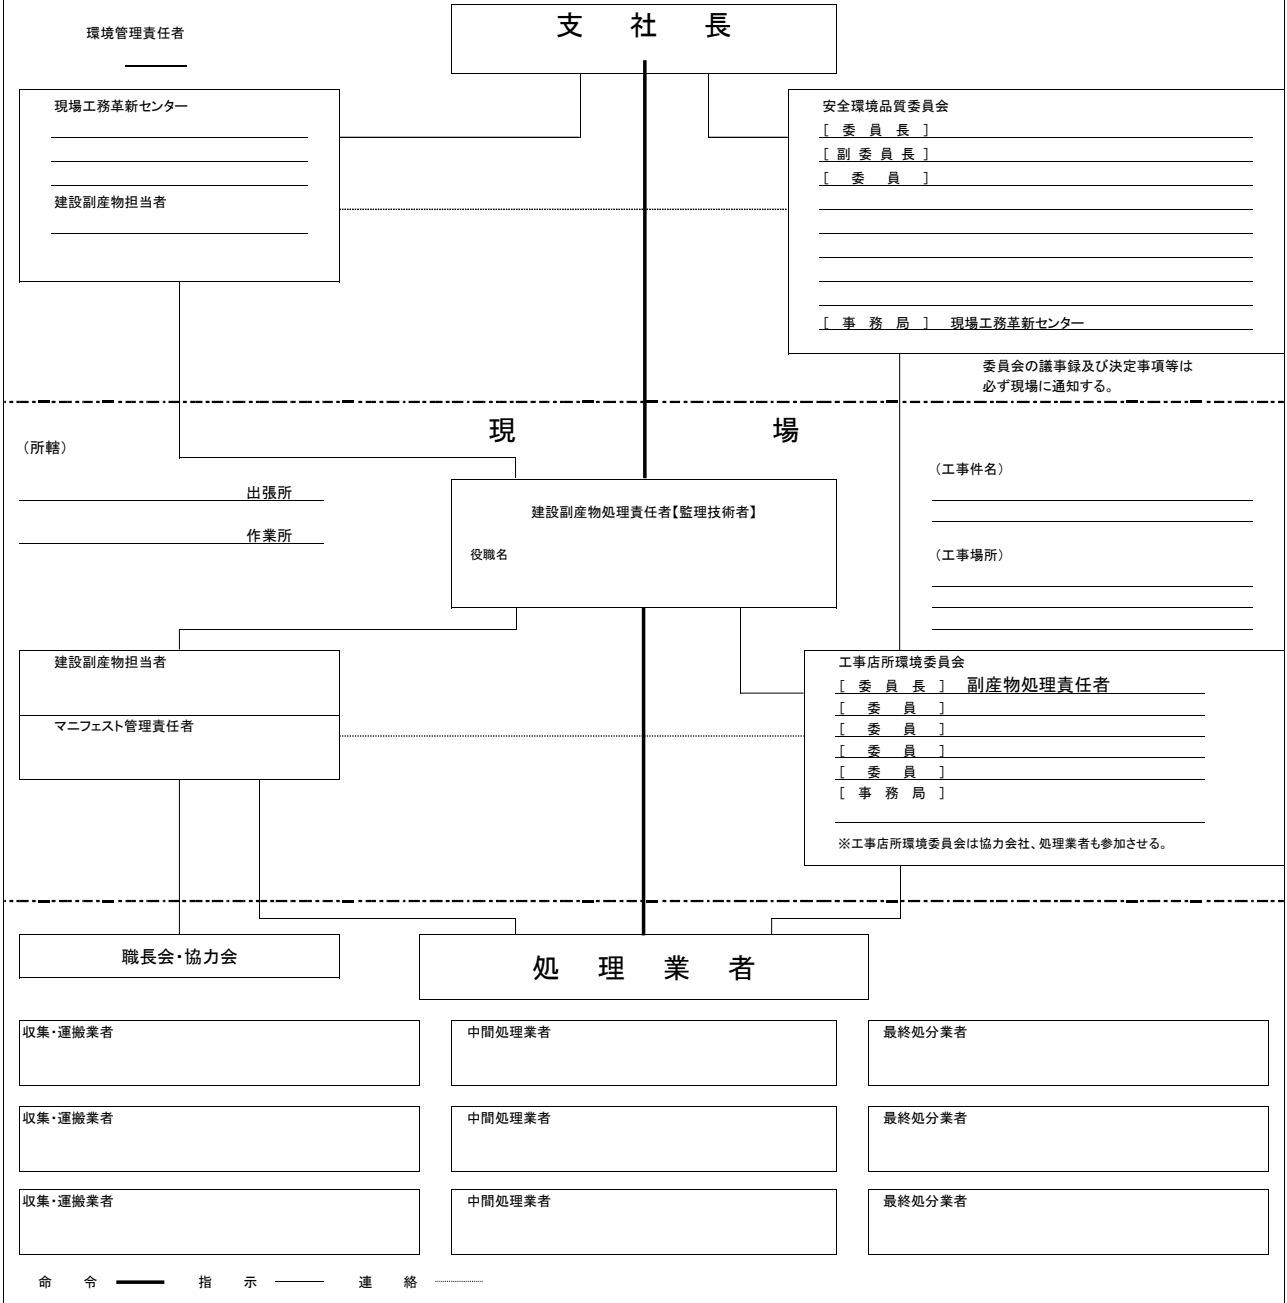 支 社 長
環境管理責任者
現場工務革新センター
建設副産物担当者
安全環境品質委員会
[ 委 員 長 ]
[ 副 委 員 長 ]
[ 委 員 ]
[ 事 務 局 ] 現場工務革新センター
委員会の議事録及び決定事項等は
必ず現場に通知する。
現 場
（所轄）
出張所
作業所
建設副産物処理責任者【監理技術者】
役職名
（工事件名）
（工事場所）
建設副産物担当者
マニフェスト管理責任者
工事店所環境委員会
[ 委 員 長 ] 副産物処理責任者
[ 委 員 ]
[ 委 員 ]
[ 委 員 ]
[ 委 員 ]
[ 事 務 局 ]
※工事店所環境委員会は協力会社、処理業者も参加させる。
職長会・協力会
処 理 業 者
収集・運搬業者 中間処理業者 最終処分業者
収集・運搬業者 中間処理業者 最終処分業者
収集・運搬業者 中間処理業者 最終処分業者
命 令 指 示 連 絡